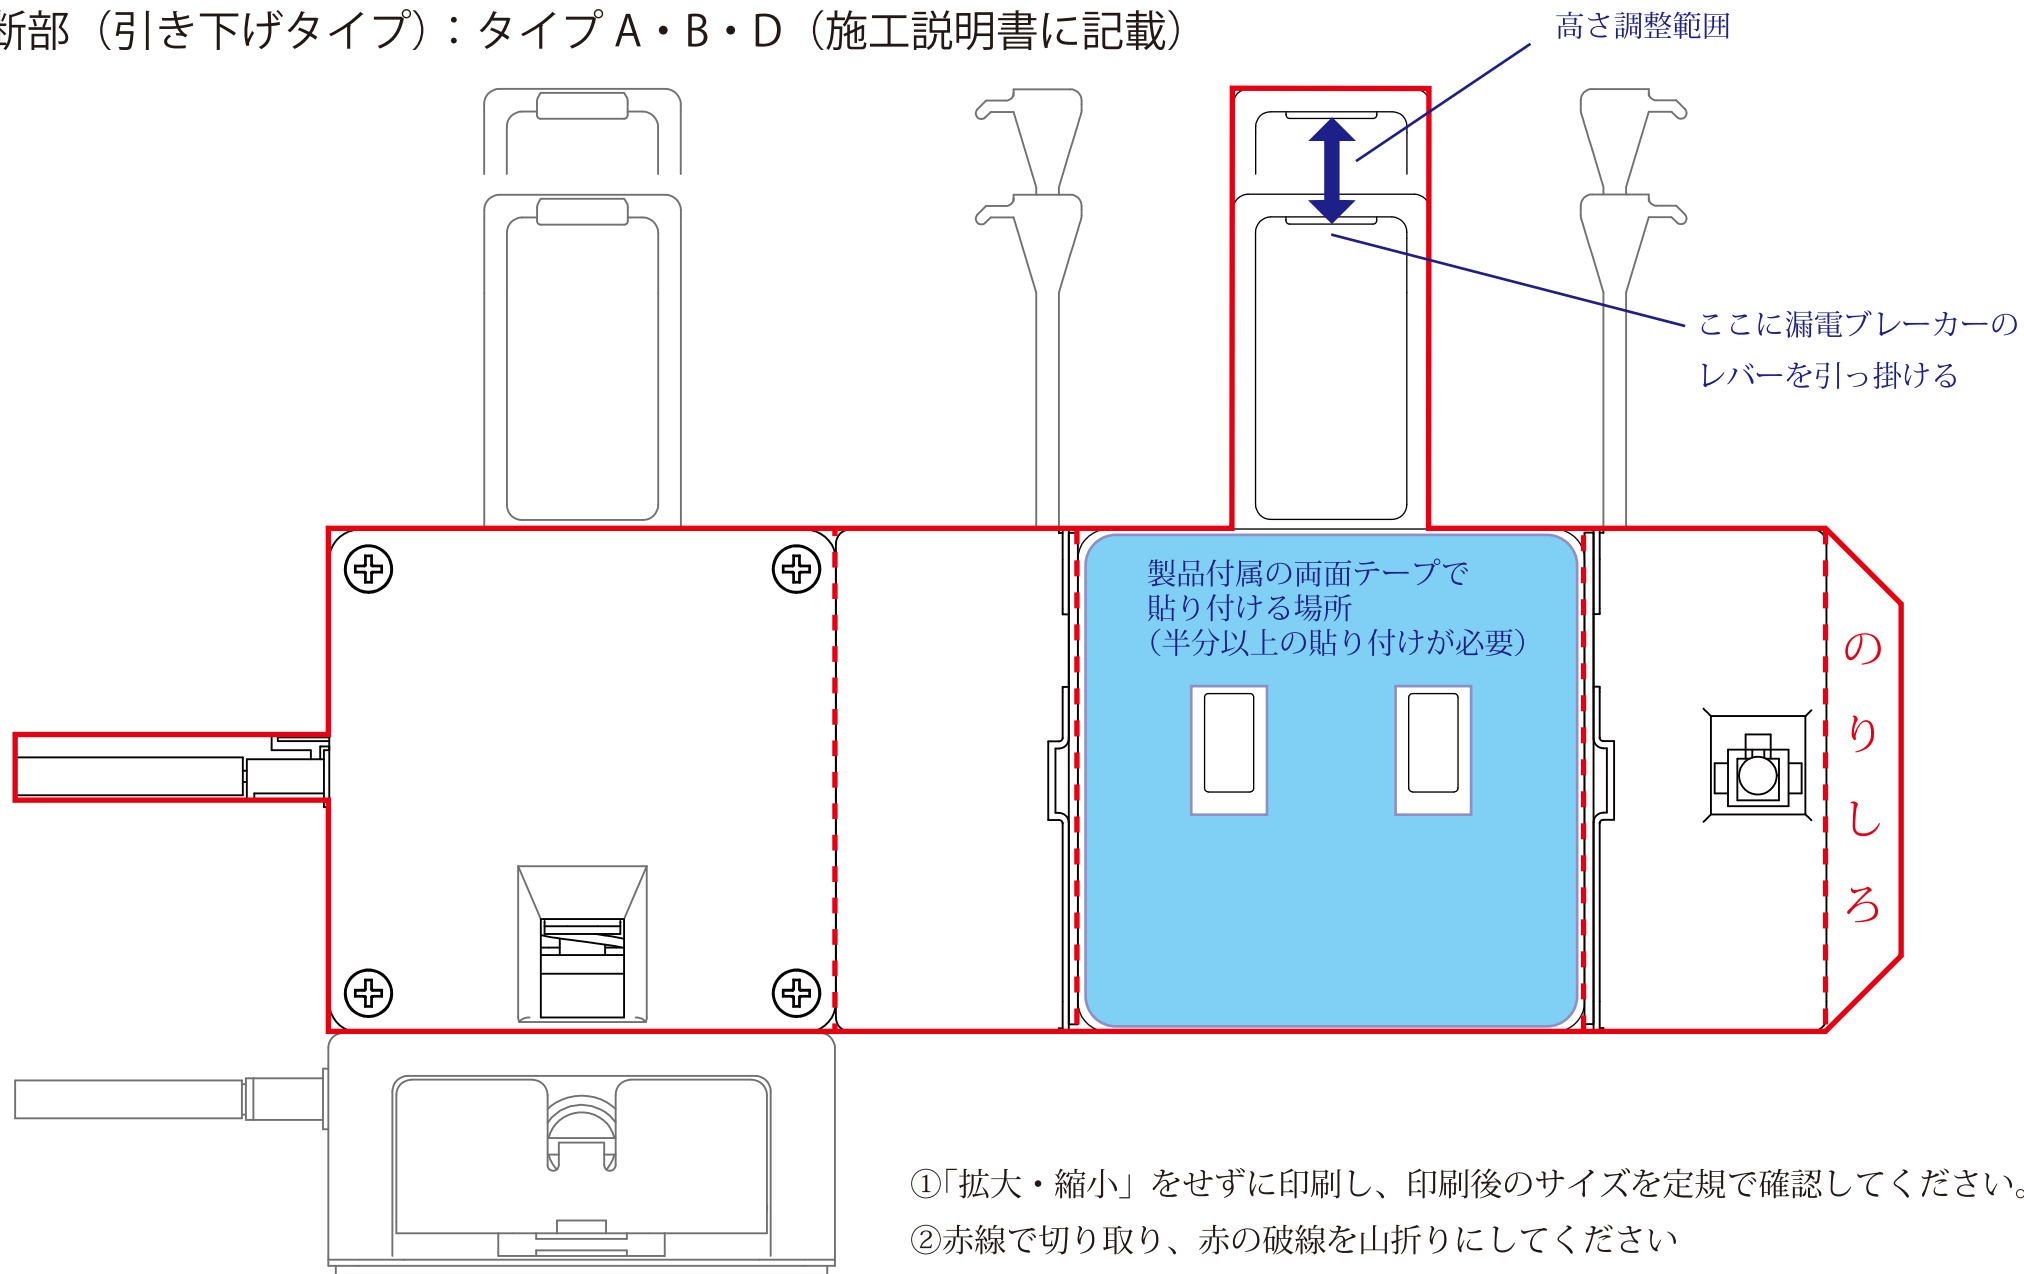 断部（引き下げタイプ）：タイプ A・B・D（施工説明書に記載）
高さ調整範囲
ここに漏電ブレーカーの
レバーを引っ掛ける
製品付属の両面テープで
貼り付ける場所
（半分以上の貼り付けが必要）
のりしろ
①「拡大・縮小」をせずに印刷し、印刷後のサイズを定規で確認してください。
②赤線で切り取り、赤の破線を山折りにしてください